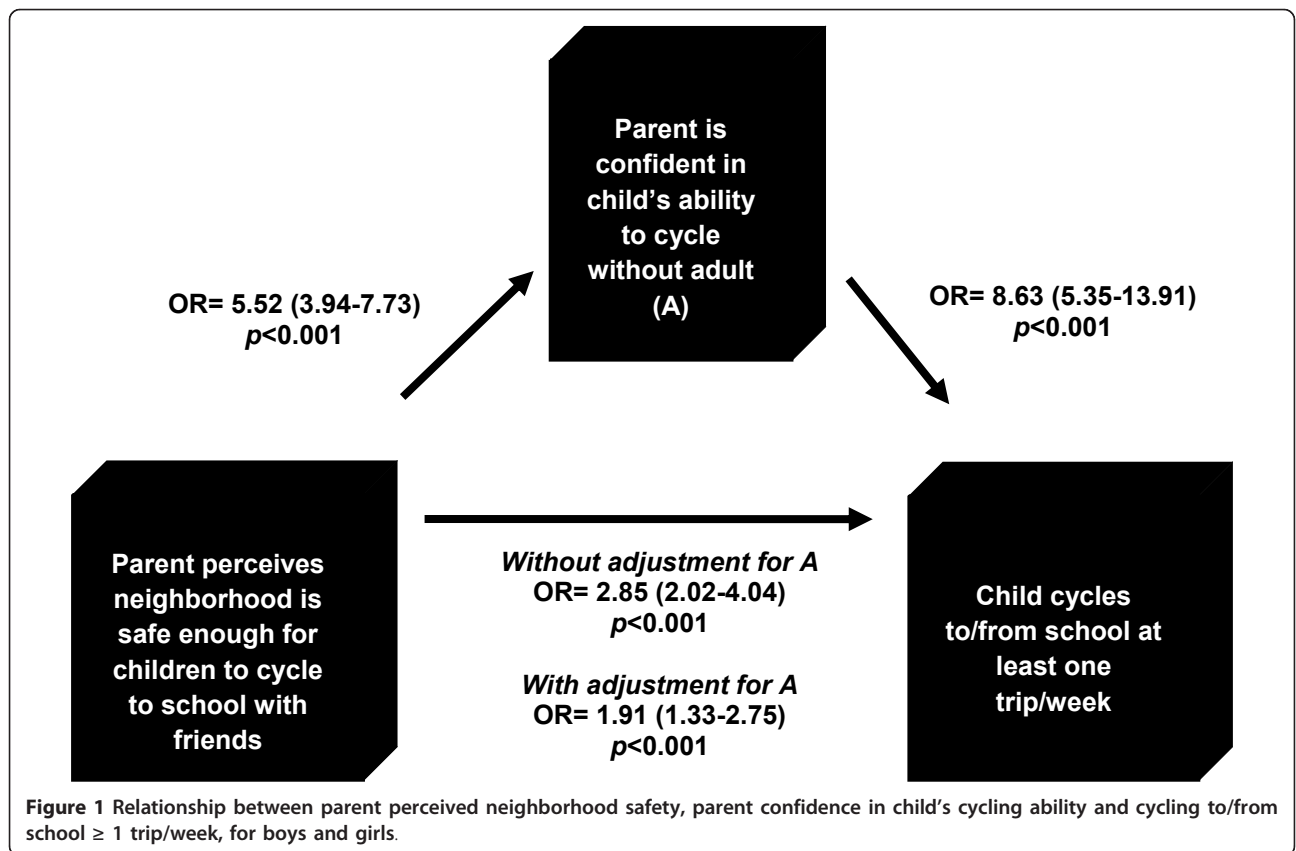 Parent is
confident in
child's ability
to cycle
without adult
(A)
OR= 5.52 (3.94-7.73)
p<0.001
OR= 8.63 (5.35-13.91)
p<0.001
Parent perceives
neighborhood is
safe enough for
children to cycle
to school with
friends
Without adjustment for A
OR= 2.85 (2.02-4.04)
p<0.001
With adjustment for A
OR= 1.91 (1.33-2.75)
p<0.001
Child cycles
to/from school at
least one
trip/week
Figure 1 Relationship between parent perceived neighborhood safety, parent confidence in child's cycling ability and cycling to/from
school ≥ 1 trip/week, for boys and girls.